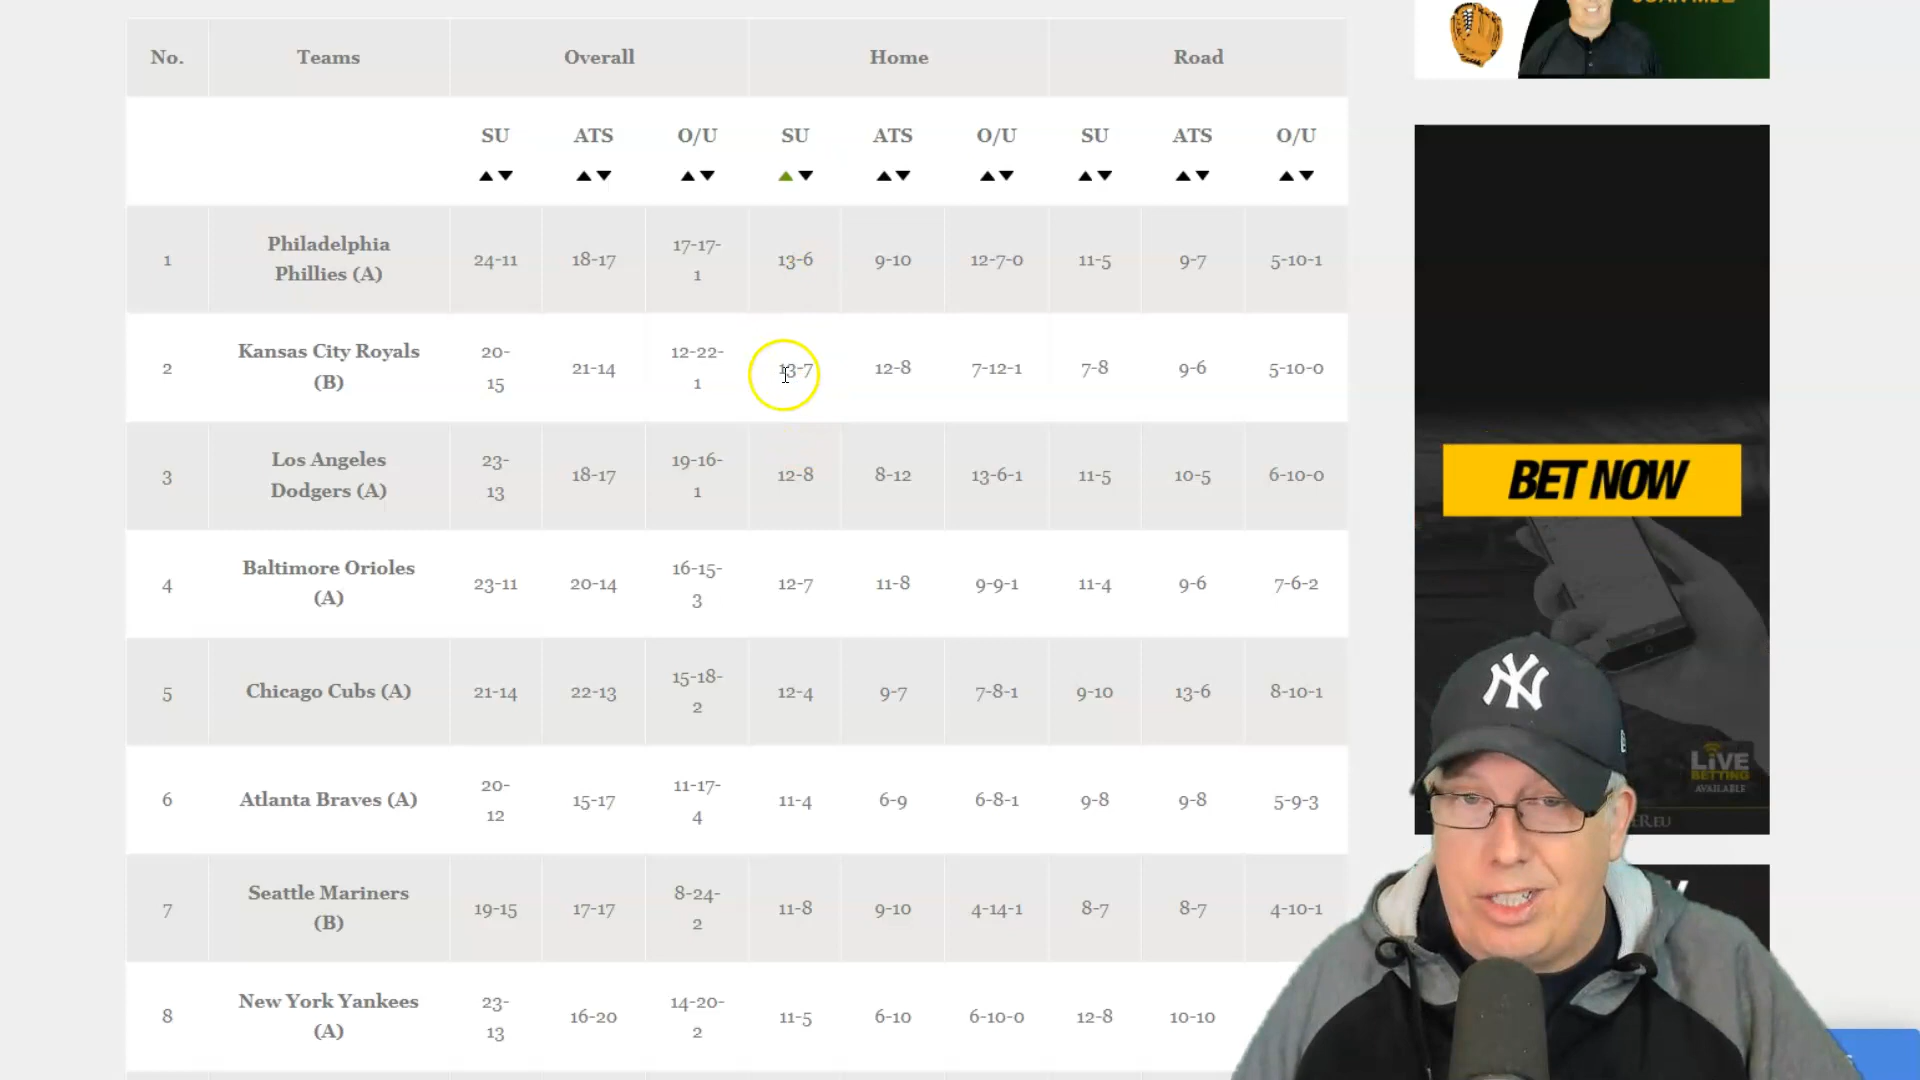 No. Teams Overall Home Road
SU ATS O/U SU ATS O/U SU ATS O/U
1 Philadelphia Phillies (A) 24-11 18-17 17-17-1 13-6 9-10 12-7-0 11-5 9-7 5-10-1
2 Kansas City Royals (B) 20-15 21-14 12-22-1 13-7 12-8 7-12-1 7-8 9-6 5-10-0
3 Los Angeles Dodgers (A) 23-13 18-17 19-16-1 12-8 8-12 13-6-1 11-5 10-5 6-10-0
4 Baltimore Orioles (A) 23-11 20-14 16-15-3 12-7 11-8 9-9-1 11-4 9-6 7-6-2
5 Chicago Cubs (A) 21-14 22-13 15-18-2 12-4 9-7 7-8-1 9-10 13-6 8-10-1
6 Atlanta Braves (A) 20-12 15-17 11-17-4 11-4 6-9 6-8-1 9-8 9-8 5-9-3
7 Seattle Mariners (B) 19-15 17-17 8-24-2 11-8 9-10 4-14-1 8-7 8-7 4-10-1
8 New York Yankees (A) 23-13 16-20 14-20-2 11-5 6-10 6-10-0 12-8 10-10
BET NOW
LiVE
BETTING
AVAILABLE
NY